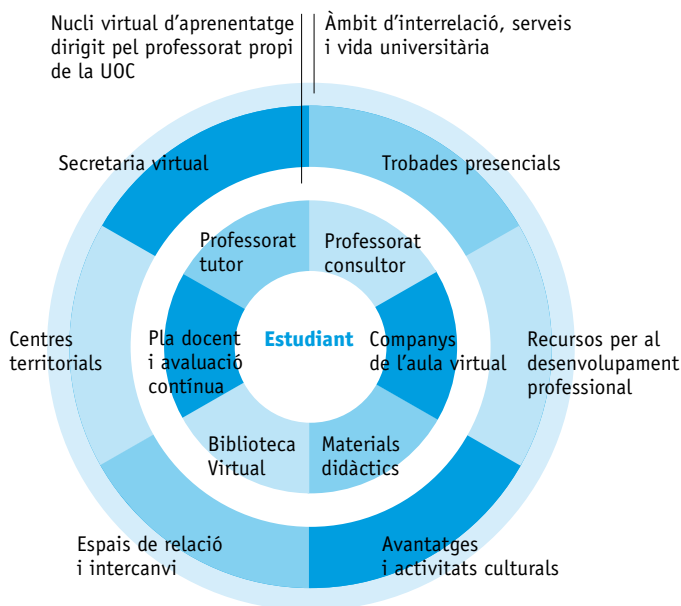 Nucli virtual d'aprenentatge
dirigit pel professorat propi
de la UOC
Àmbit d'interrelació, serveis
i vida universitària
Secretaria virtual
Trobades presencials
Professorat
tutor
Professorat
consultor
Centres
territorials
Pla docent
i avaluació
contínua
Estudiant
Companys
de l'aula virtual
Recursos per al
desenvolupament
professional
Biblioteca
Virtual
Materials
didàctics
Espais de relació
i intercanvi
Avantatges
i activitats culturals